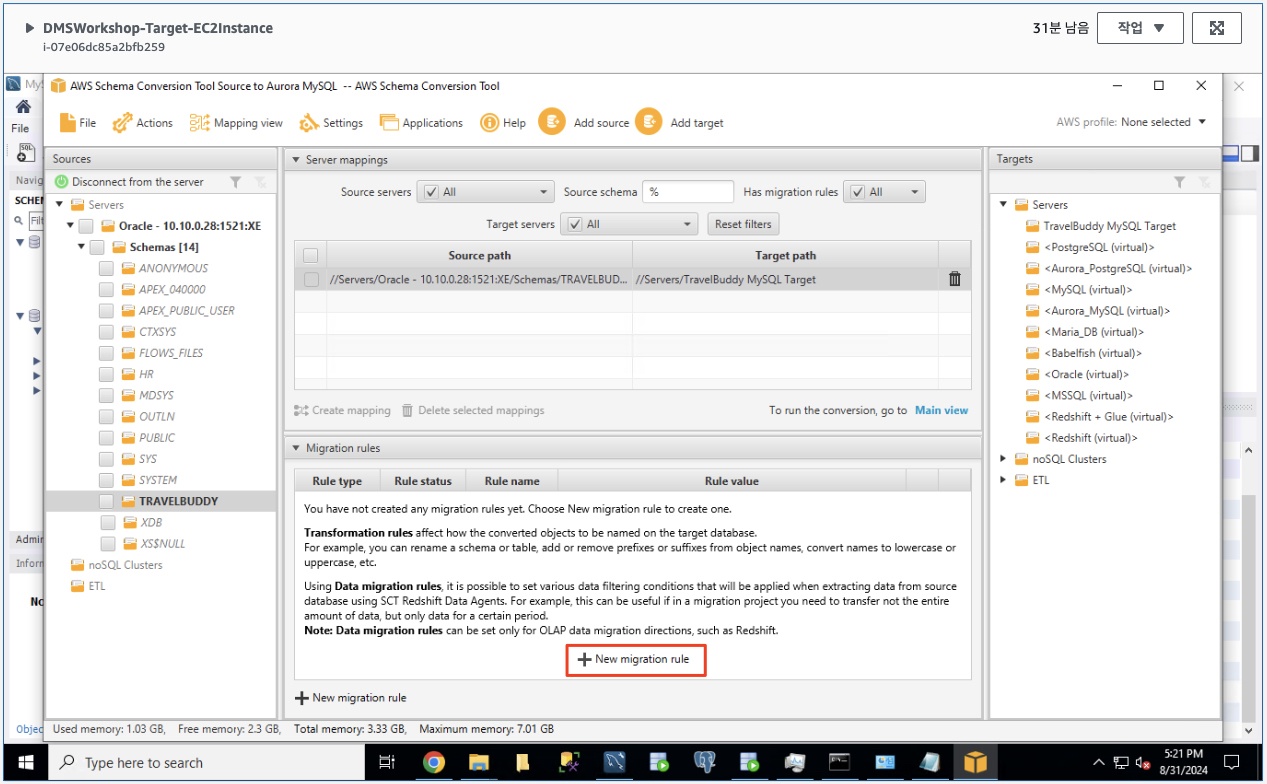 DMSWorkshop-Target-EC2Instance
i-07e06dc85a2bfb259
31분 남음
작업
AWS Schema Conversion Tool Source to Aurora MySQL -- AWS Schema Conversion Tool
File
File
Actions
Mapping view
Settings
Applications
Help
Add source
Add target
AWS profile: None selected
Sources
Disconnect from the server
Servers
Oracle - 10.10.0.28:1521:XE
Schemas [14]
ANONYMOUS
APEX_040000
APEX_PUBLIC_USER
CTXSYS
FLOWS_FILES
HR
MDSYS
OUTLN
PUBLIC
SYS
SYSTEM
TRAVELBUDDY
XDB
XS$NULL
noSQL Clusters
ETL
Server mappings
Source servers All Source schema % Has migration rules All
Target servers All Reset filters
Source path Target path
//Servers/Oracle - 10.10.0.28:1521:XE/Schemas/TRAVELBUD... //Servers/TravelBuddy MySQL Target
Create mapping Delete selected mappings To run the conversion, go to Main view
Migration rules
Rule type Rule status Rule name Rule value
You have not created any migration rules yet. Choose New migration rule to create one.
Transformation rules affect how the converted objects to be named on the target database.
For example, you can rename a schema or table, add or remove prefixes or suffixes from object names, convert names to lowercase or
uppercase, etc.
Using Data migration rules, it is possible to set various data filtering conditions that will be applied when extracting data from source
database using SCT Redshift Data Agents. For example, this can be useful if in a migration project you need to transfer not the entire
amount of data, but only data for a certain period.
Note: Data migration rules can be set only for OLAP data migration directions, such as Redshift.
New migration rule
New migration rule
Targets
Servers
TravelBuddy MySQL Target
<PostgreSQL (virtual)>
<Aurora_PostgreSQL (virtual)>
<MySQL (virtual)>
<Aurora_MySQL (virtual)>
<Maria_DB (virtual)>
<Babelfish (virtual)>
<Oracle (virtual)>
<MSSQL (virtual)>
<Redshift + Glue (virtual)>
<Redshift (virtual)>
noSQL Clusters
ETL
Used memory: 1.03 GB, Free memory: 2.3 GB, Total memory: 3.33 GB, Maximum memory: 7.01 GB
Type here to search
5:21 PM
8/31/2024